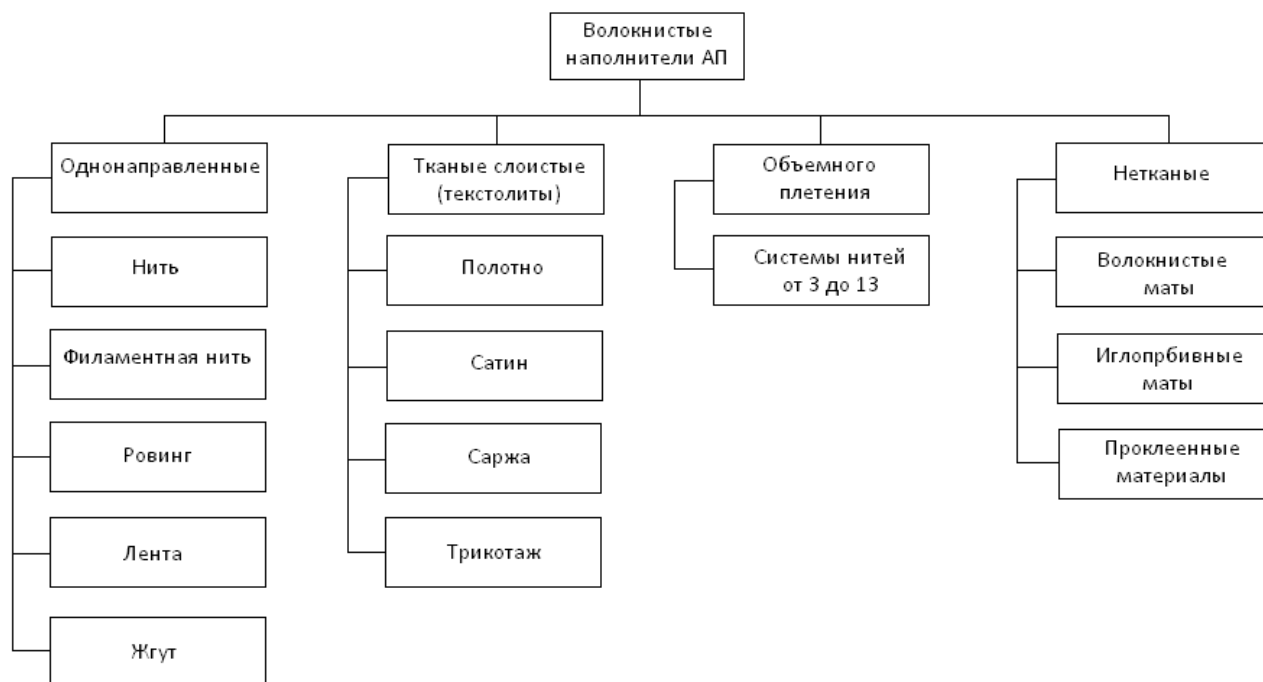 Волокнистые
наполнители АП
Однонаправленные
Нить
Филаментная нить
Ровинг
Лента
Жгут
Тканые слоистые
(текстолиты)
Полотно
Сатин
Саржа
Трикотаж
Объемного
плетения
Системы нитей
от 3 до 13
Нетканые
Волокнистые
маты
Иглопрбивные
маты
Проклеенные
материалы